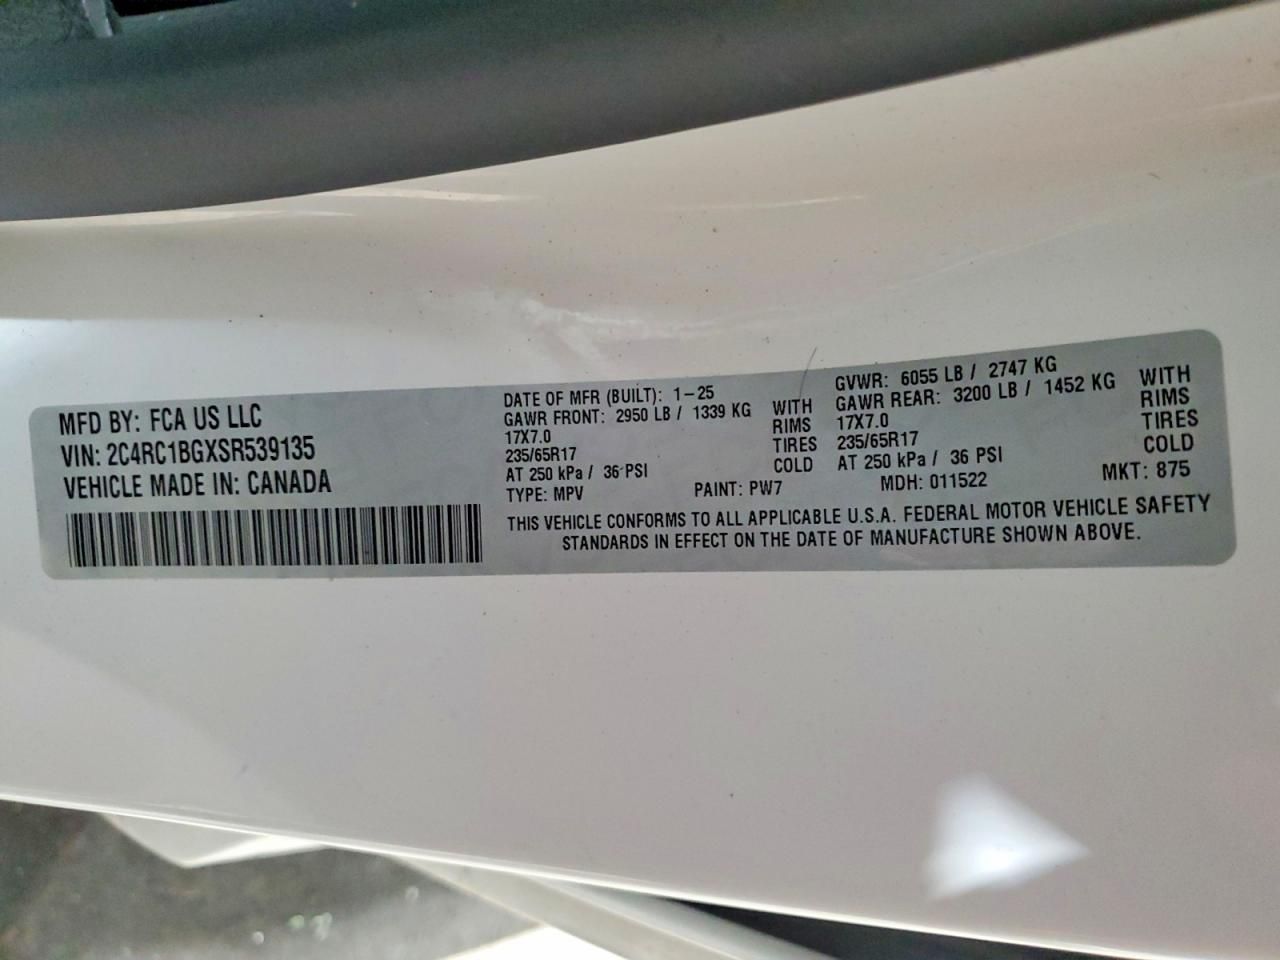 MFD BY: FCA US LLC
VIN: 2C4RC1BGXSR539135
VEHICLE MADE IN: CANADA
DATE OF MFR (BUILT): 1-25
GAWR FRONT: 2950 LB / 1339 KG WITH
17X7.0 RIMS
235/65R17 TIRES
AT 250 kPa / 36 PSI COLD
TYPE: MPV PAINT: PW7
GVWR: 6055 LB / 2747 KG
GAWR REAR: 3200 LB / 1452 KG WITH
17X7.0 RIMS
235/65R17 TIRES
AT 250 kPa / 36 PSI COLD
MDH: 011522 MKT: 875
THIS VEHICLE CONFORMS TO ALL APPLICABLE U.S.A. FEDERAL MOTOR VEHICLE SAFETY
STANDARDS IN EFFECT ON THE DATE OF MANUFACTURE SHOWN ABOVE.